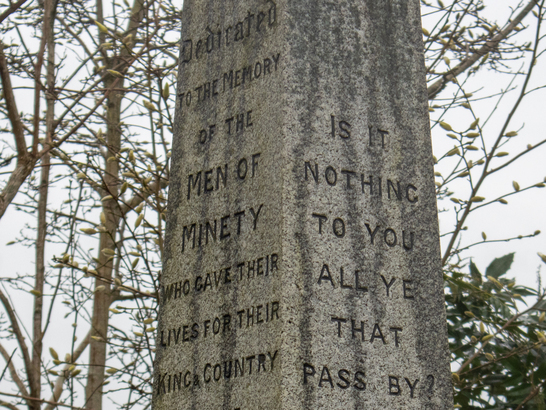 Dedicated
TO THE MEMORY
OF THE
MEN OF
MINETY
WHO GAVE THEIR
LIVES FOR THEIR
KING & COUNTRY
IS IT
NOTHING
TO YOU
ALL YE
THAT
PASS BY?